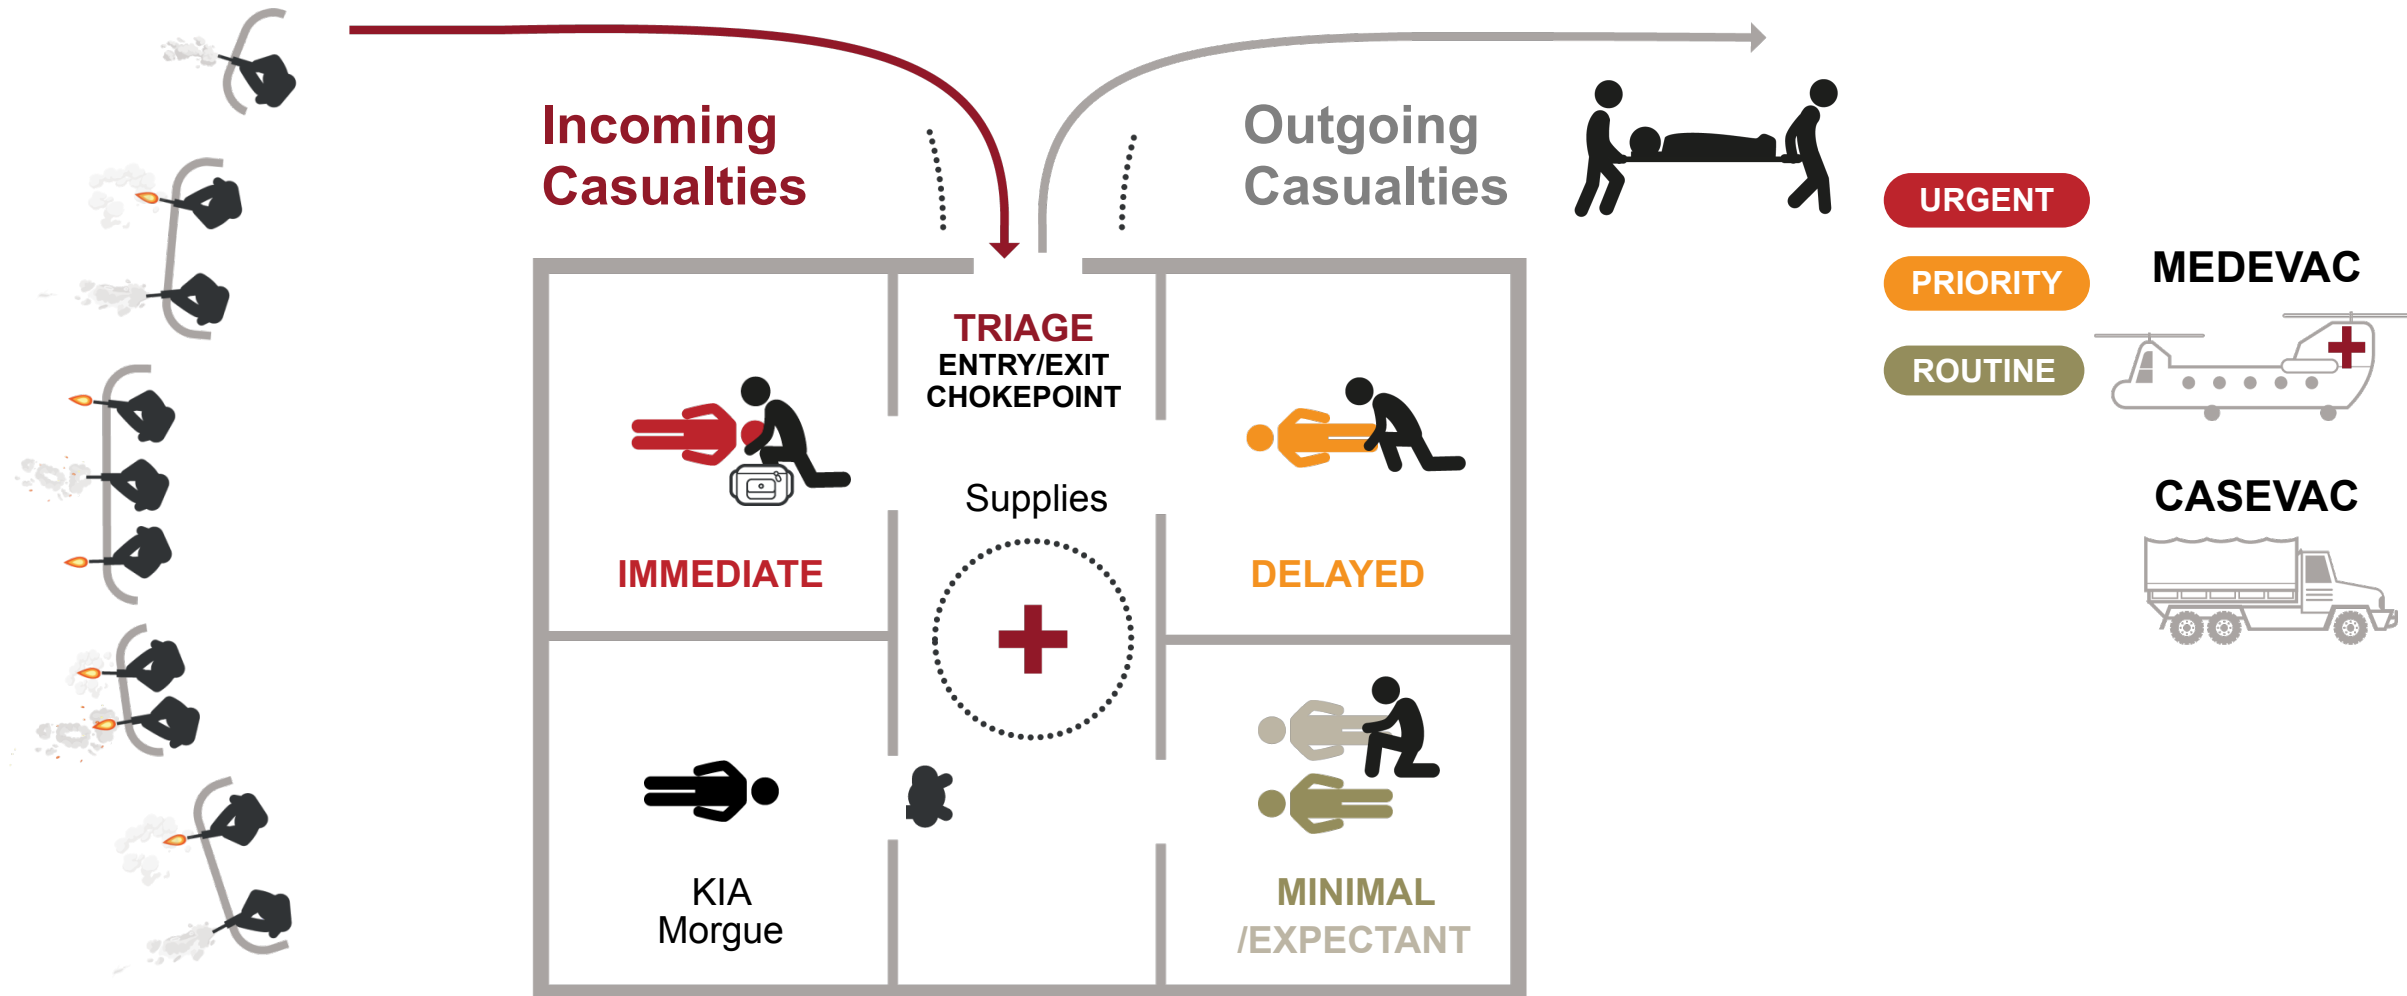 Incoming
Casualties
Outgoing
Casualties
URGENT
PRIORITY
ROUTINE
MEDEVAC
CASEVAC
TRIAGE
ENTRY/EXIT
CHOKEPOINT
Supplies
IMMEDIATE
DELAYED
KIA
Morgue
MINIMAL
/EXPECTANT